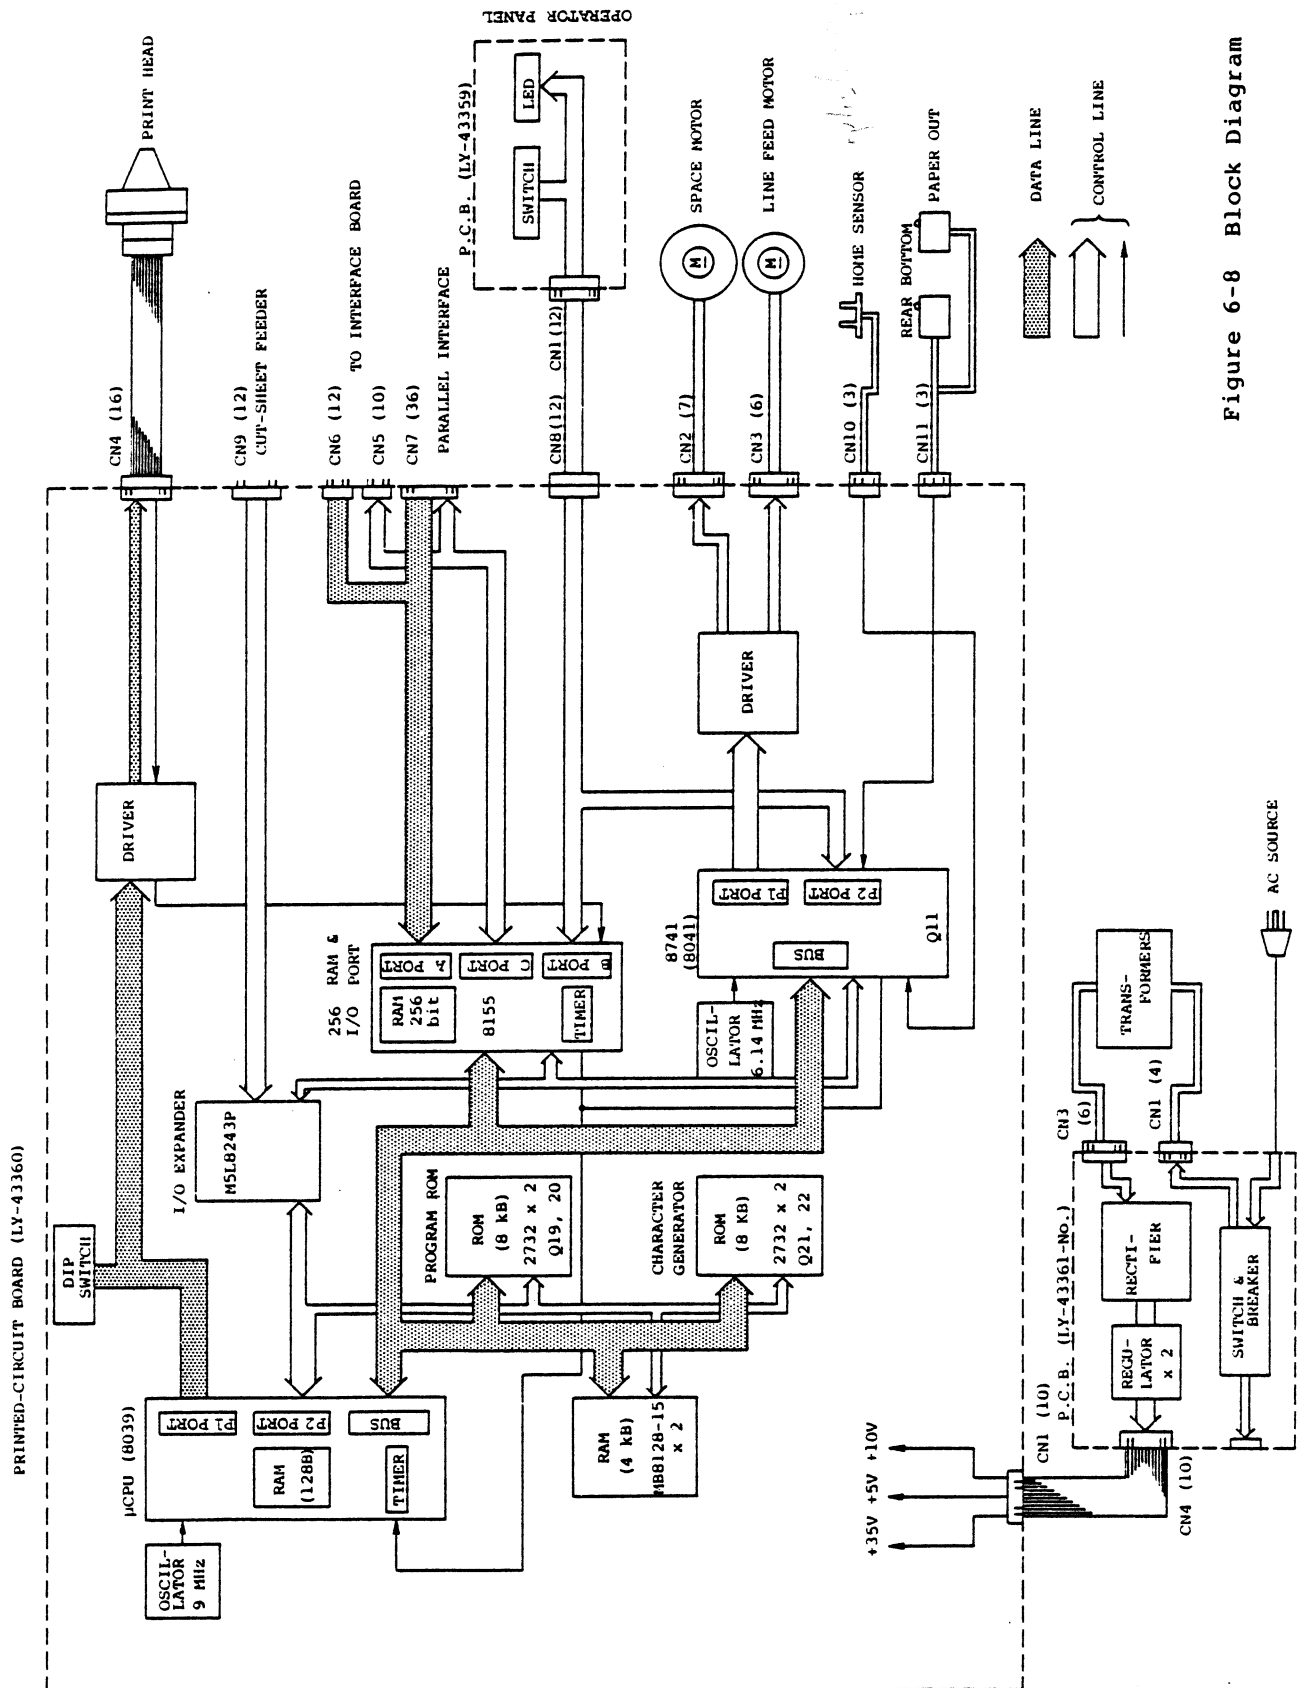 PRINTED-CIRCUIT BOARD (LY-43360)
DIP
SWITCH
OSCIL-
LATOR
9 MHz
µCPU (8039)
P1 PORT
P2 PORT
BUS
RAM
(128B)
TIMER
I/O EXPANDER
M5L8243P
PROGRAM ROM
ROM
(8 kB)
2732 x 2
Q19, 20
CHARACTER
GENERATOR
ROM
(8 kB)
2732 x 2
Q21, 22
RAM
(4 kB)
MB8128-15
x 2
256 RAM &
I/O PORT
RAM
256
bit
8155
TIMER
A PORT
C PORT
B PORT
8741
(8041)
OSCIL-
LATOR
6.14 MHz
BUS
P1 PORT
P2 PORT
Q11
DRIVER
DRIVER
CN4 (16)
PRINT HEAD
CN9 (12)
CUT-SHEET FEEDER
CN6 (12)
TO INTERFACE BOARD
CN5 (10)
CN7 (36)
PARALLEL INTERFACE
CN8(12)
CN1(12)
P.C.B. (LY-43359)
SWITCH
LED
OPERATOR PANEL
CN2 (7)
SPACE MOTOR
M
CN3 (6)
LINE FEED MOTOR
M
CN10 (3)
HOME SENSOR
CN11 (3)
REAR BOTTOM
PAPER OUT
+35V +5V +10V
CN1 (10)
P.C.B. (LY-43361-No.)
CN4 (10)
REGU-
LATOR
x 2
RECTI-
FIER
SWITCH &
BREAKER
CN3
(6)
CN1 (4)
TRANS-
FORMERS
AC SOURCE
DATA LINE
CONTROL LINE
Figure 6-8 Block Diagram